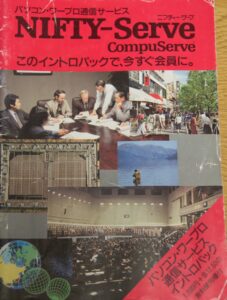 パソコン・ワープロ通信サービス
ニフティ・サーブ
NIFTY-Serve
CompuServe
このイントロパックで、今すぐ会員に。
パソコン・ワープロ
通信サービス
イントロパック